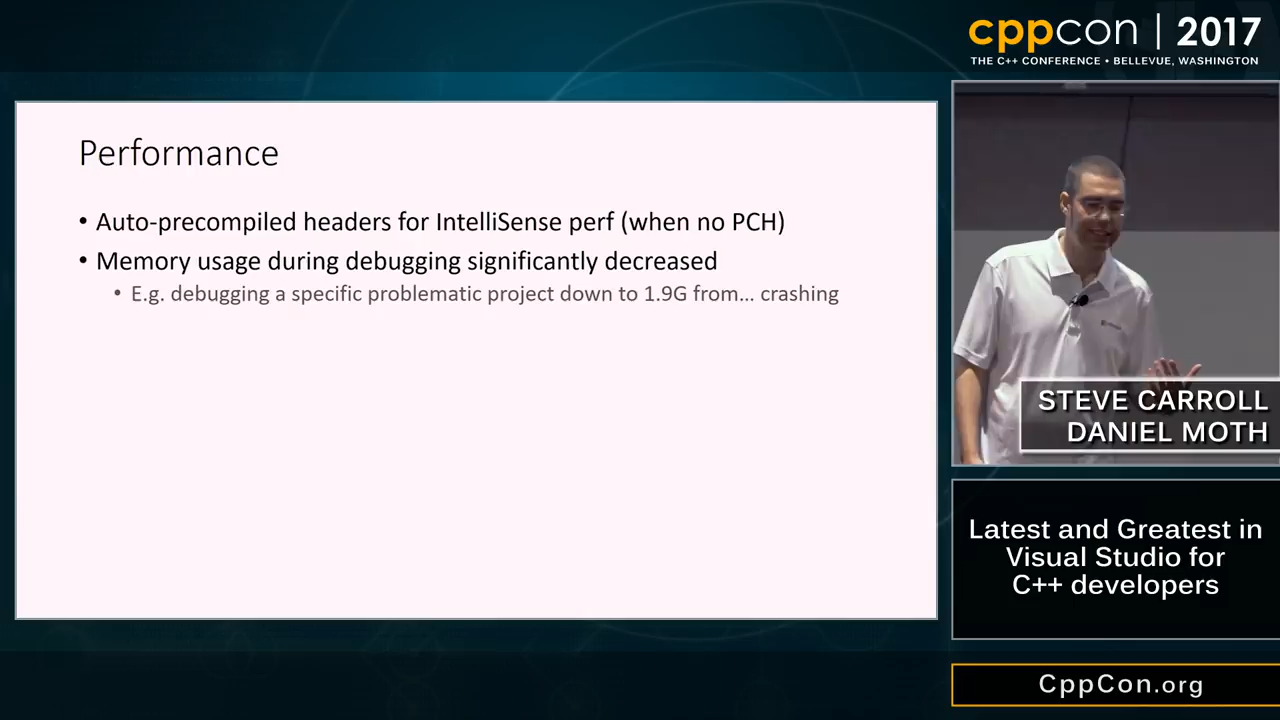 cppcon | 2017
THE C++ CONFERENCE • BELLEVUE, WASHINGTON
Performance
• Auto-precompiled headers for IntelliSense perf (when no PCH)
• Memory usage during debugging significantly decreased
• E.g. debugging a specific problematic project down to 1.9G from... crashing
STEVE CARROLL
DANIEL MOTH
Latest and Greatest in
Visual Studio for
C++ developers
CppCon.org